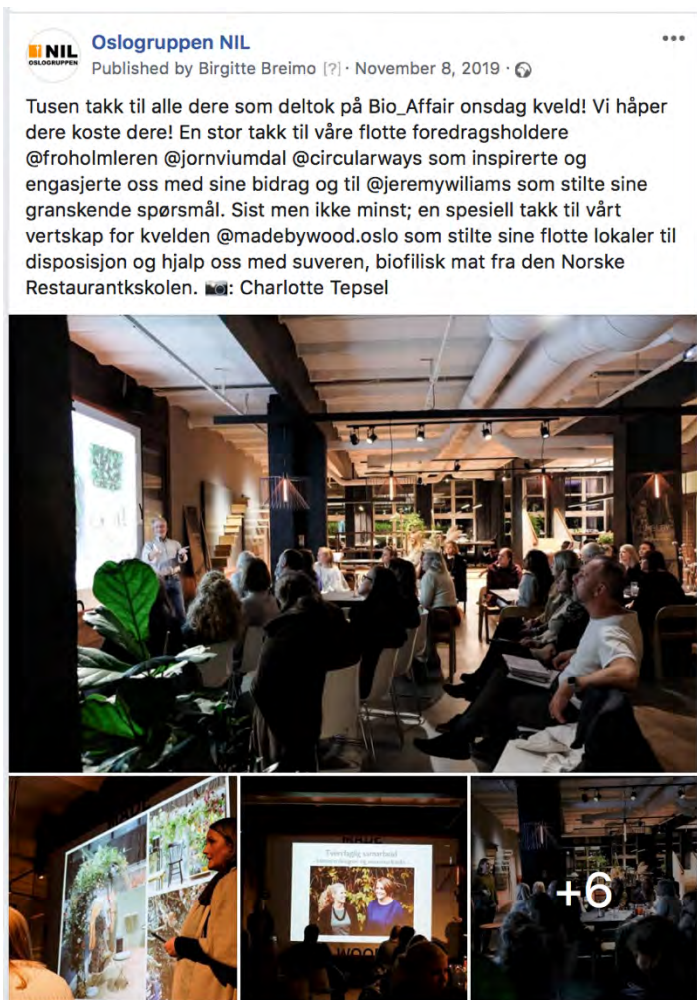 NIL
OSLOGRUPPEN
Oslogruppen NIL
Published by Birgitte Breimo [?] · November 8, 2019 ·
Tusen takk til alle dere som deltok på Bio_Affair onsdag kveld! Vi håper
dere koste dere! En stor takk til våre flotte foredragsholdere
@froholmleren @jornviumdal @circularways som inspirerte og
engasjerte oss med sine bidrag og til @jeremywiliams som stilte sine
granskende spørsmål. Sist men ikke minst; en spesiell takk til vårt
vertskap for kvelden @madebywood.oslo som stilte sine flotte lokaler til
disposisjon og hjalp oss med suveren, biofilisk mat fra den Norske
Restaurantkskolen. 📷: Charlotte Tepsel
Tverrfaglig samarbeid
+6